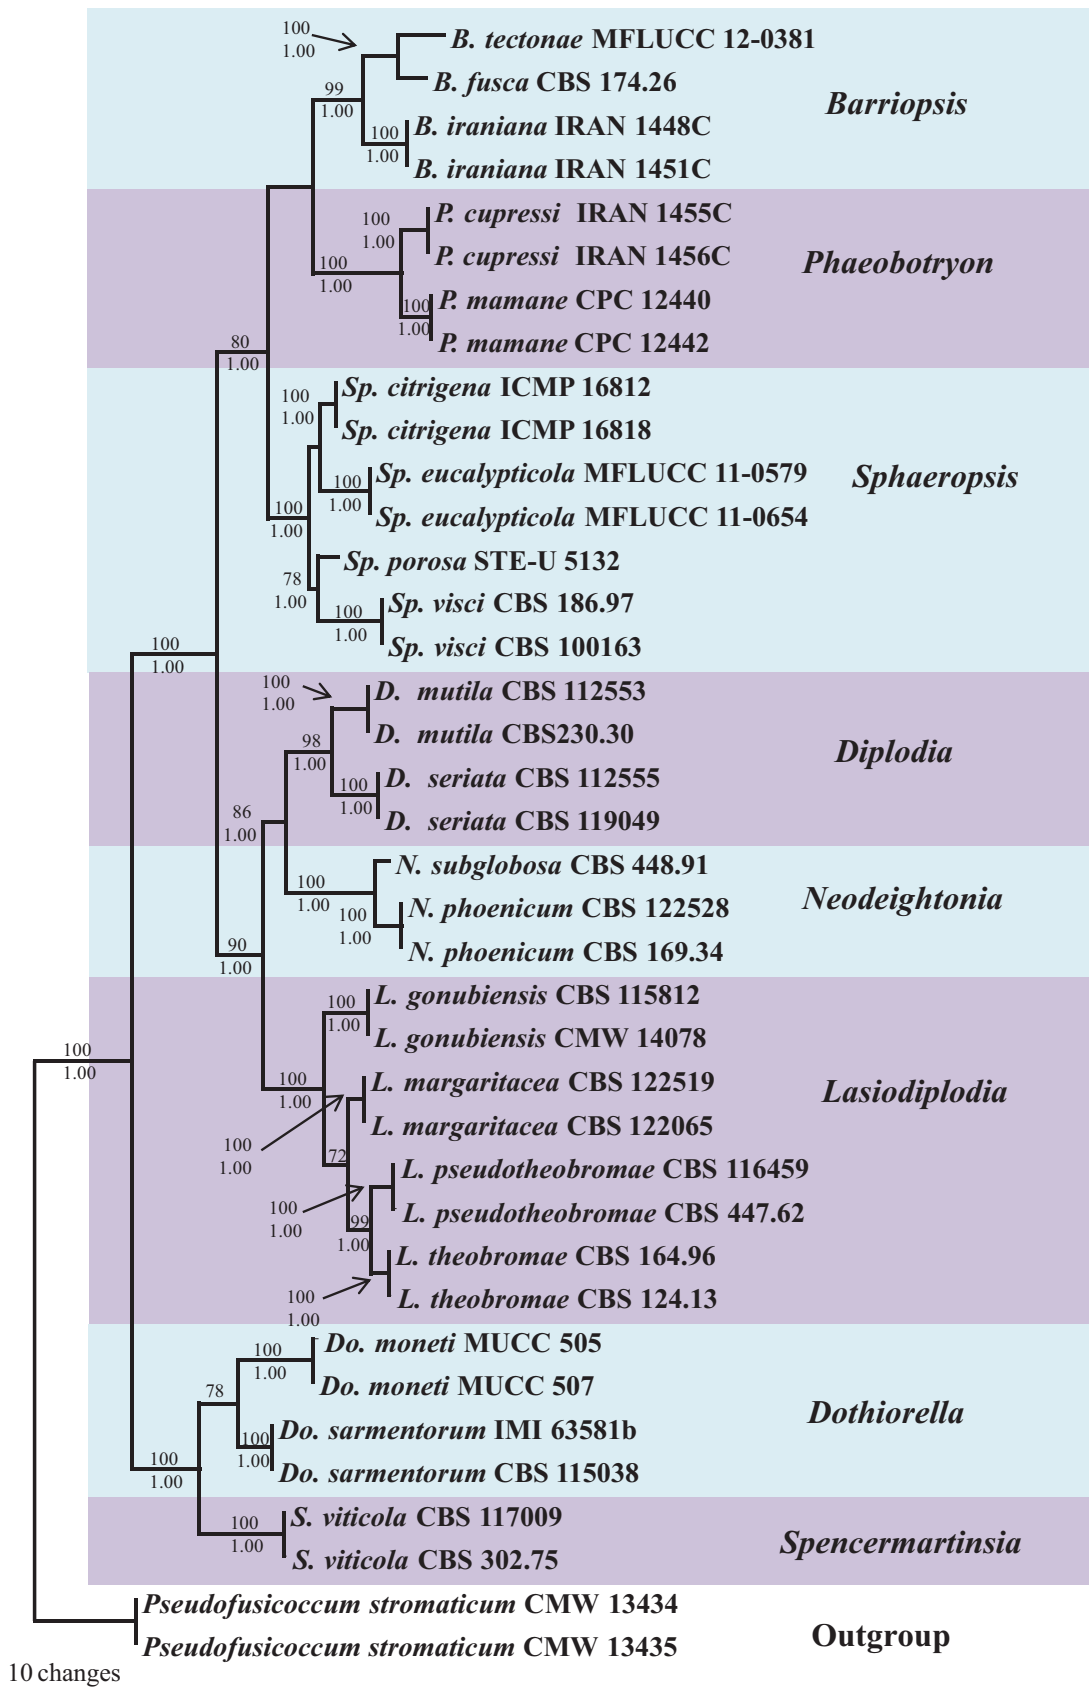 100
1.00
B. tectonae MFLUCC 12-0381
B. fusca CBS 174.26
99
1.00
Barriopsis
B. iraniana IRAN 1448C
100
1.00
B. iraniana IRAN 1451C
P. cupressi IRAN 1455C
100
1.00
P. cupressi IRAN 1456C
Phaeobotryon
100
1.00
P. mamane CPC 12440
100
1.00
P. mamane CPC 12442
80
1.00
Sp. citrigena ICMP 16812
100
1.00
Sp. citrigena ICMP 16818
Sp. eucalypticola MFLUCC 11-0579
Sphaeropsis
100
1.00
Sp. eucalypticola MFLUCC 11-0654
100
1.00
Sp. porosa STE-U 5132
78
1.00
Sp. visci CBS 186.97
100
1.00
Sp. visci CBS 100163
100
1.00
100
1.00
D. mutila CBS 112553
D. mutila CBS230.30
98
1.00
Diplodia
D. seriata CBS 112555
100
1.00
D. seriata CBS 119049
86
1.00
N. subglobosa CBS 448.91
100
1.00
Neodeightonia
N. phoenicum CBS 122528
100
1.00
N. phoenicum CBS 169.34
90
1.00
L. gonubiensis CBS 115812
100
1.00
L. gonubiensis CMW 14078
100
1.00
100
1.00
L. margaritacea CBS 122519
Lasiodiplodia
L. margaritacea CBS 122065
100
1.00
72
L. pseudotheobromae CBS 116459
100
1.00
L. pseudotheobromae CBS 447.62
99
1.00
L. theobromae CBS 164.96
100
1.00
L. theobromae CBS 124.13
Do. moneti MUCC 505
100
1.00
Do. moneti MUCC 507
78
Dothiorella
Do. sarmentorum IMI 63581b
100
1.00
Do. sarmentorum CBS 115038
100
1.00
S. viticola CBS 117009
100
1.00
Spencermartinsia
S. viticola CBS 302.75
Pseudofusicoccum stromaticum CMW 13434
Outgroup
Pseudofusicoccum stromaticum CMW 13435
10 changes